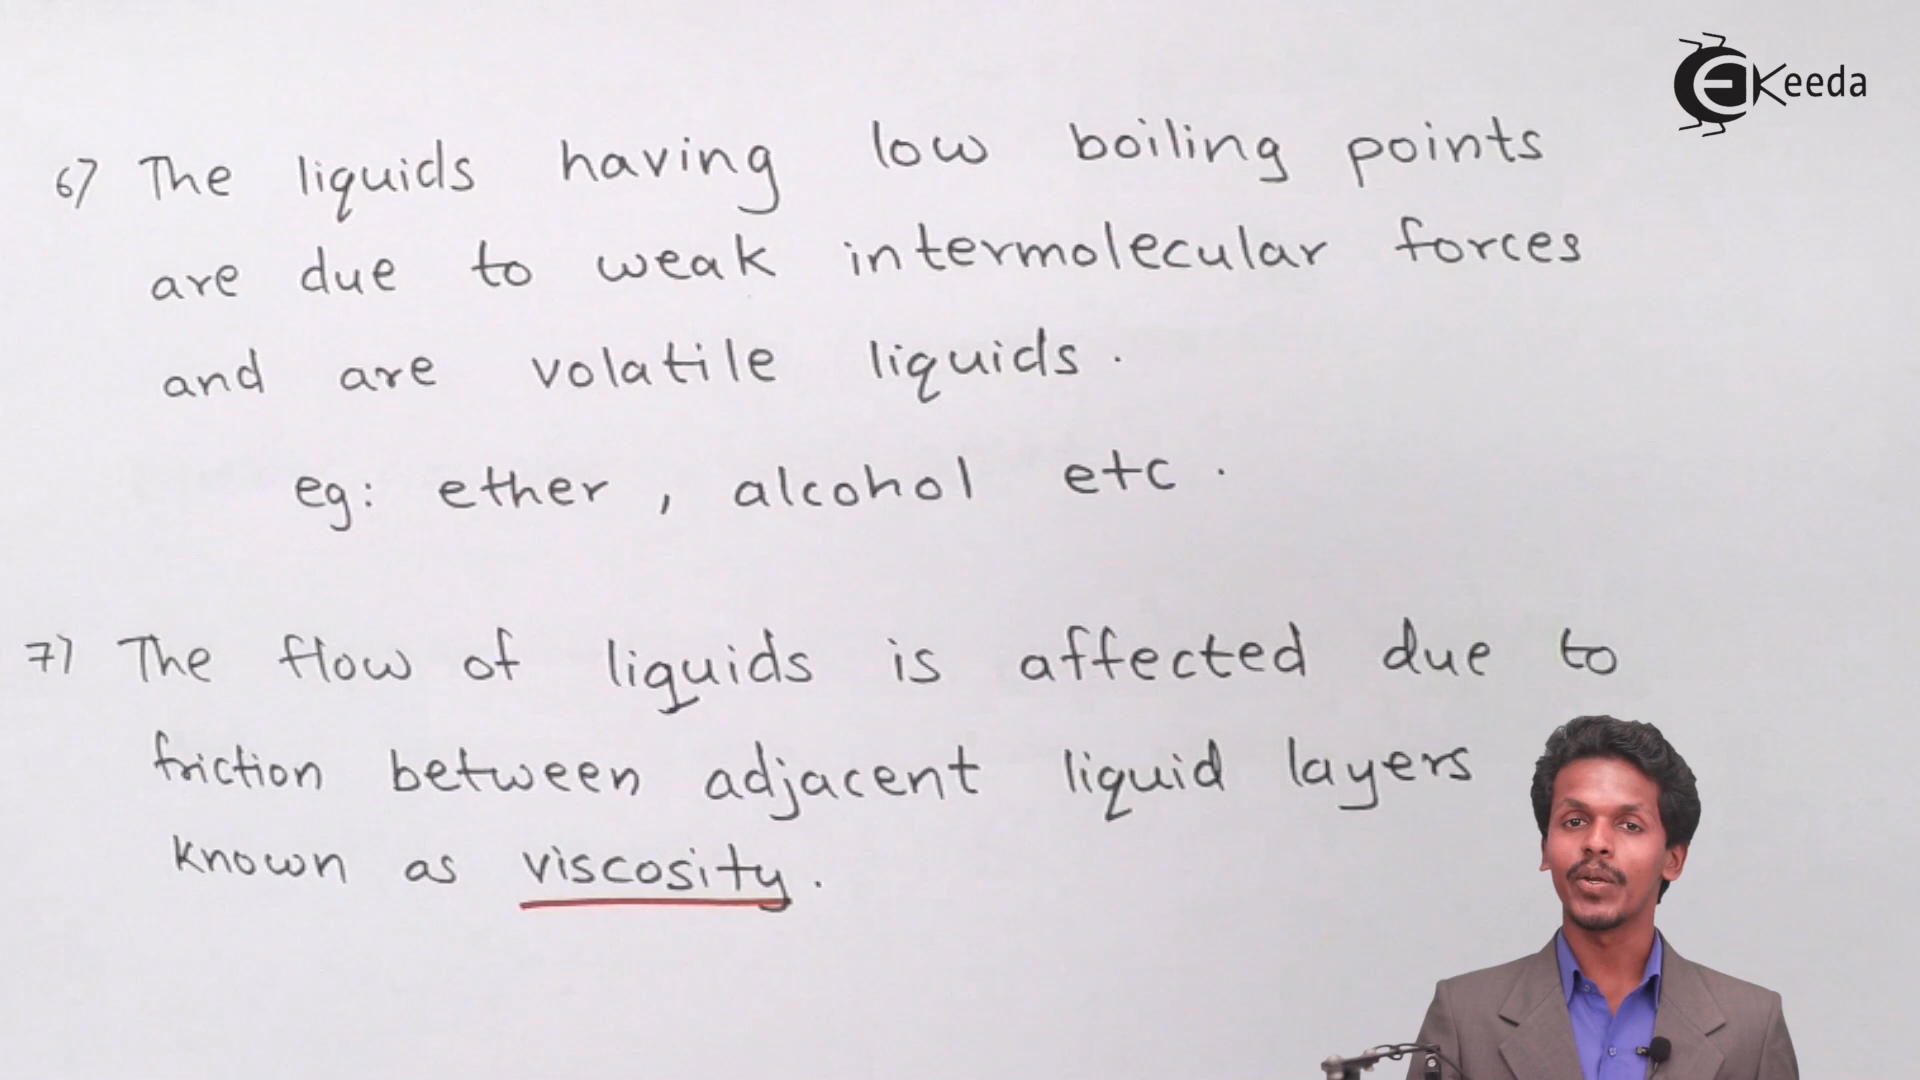 EKeeda
6) The liquids having low boiling points
are due to weak intermolecular forces
and are volatile liquids.
eg: ether, alcohol etc.
7) The flow of liquids is affected due to
friction between adjacent liquid layers
known as viscosity.